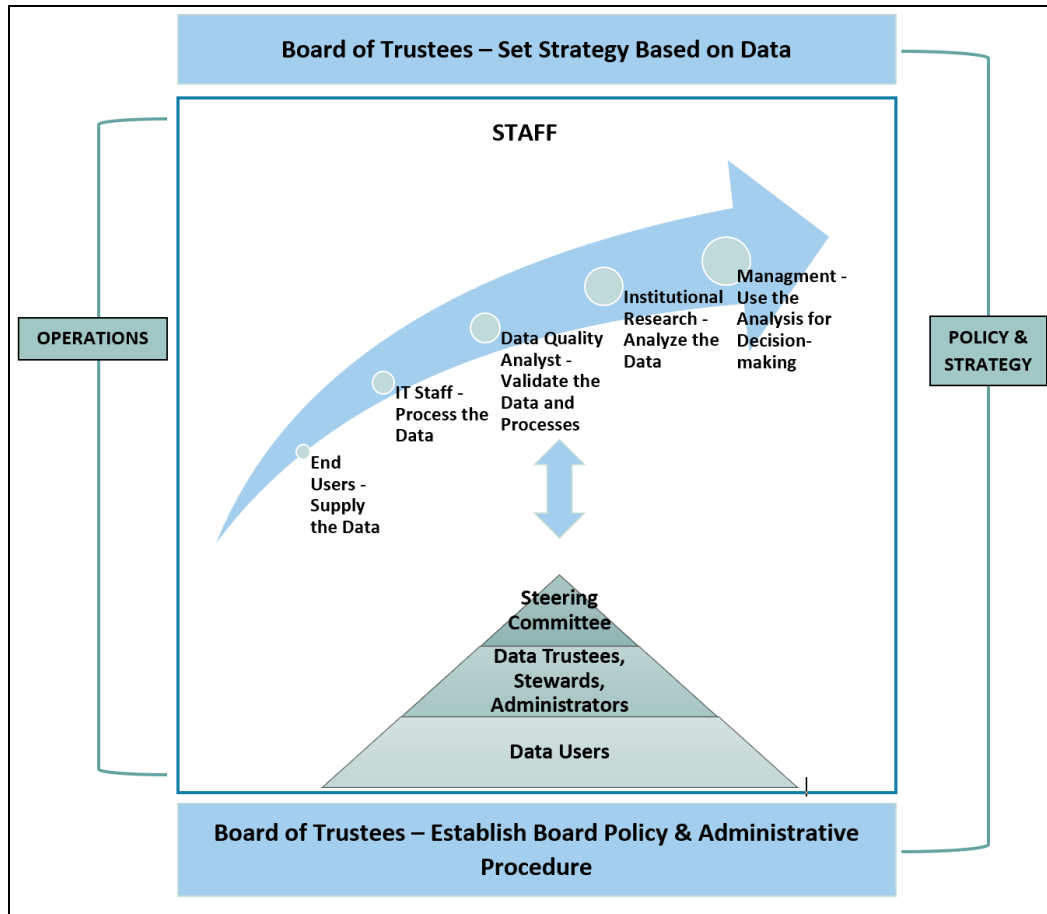 Board of Trustees – Set Strategy Based on Data
STAFF
OPERATIONS
POLICY &
STRATEGY
End
Users -
Supply
the Data
IT Staff -
Process the
Data
Data Quality
Analyst -
Validate the
Data and
Processes
Institutional
Research -
Analyze the
Data
Managment -
Use the
Analysis for
Decision-
making
Steering
Committee
Data Trustees,
Stewards,
Administrators
Data Users
Board of Trustees – Establish Board Policy & Administrative
Procedure